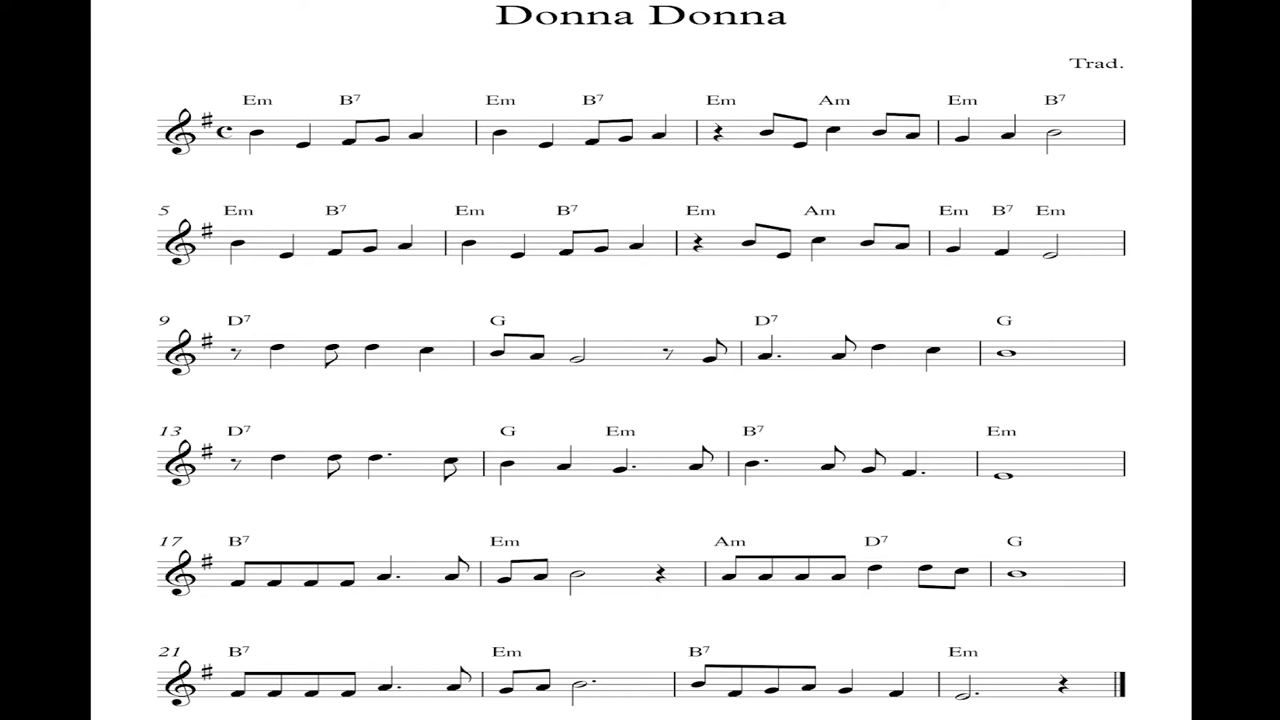 Donna Donna
Trad.
Em B7 Em B7 Em Am Em B7
5 Em B7 Em B7 Em Am Em B7 Em
9 D7 G D7 G
13 D7 G Em B7 Em
17 B7 Em Am D7 G
21 B7 Em B7 Em